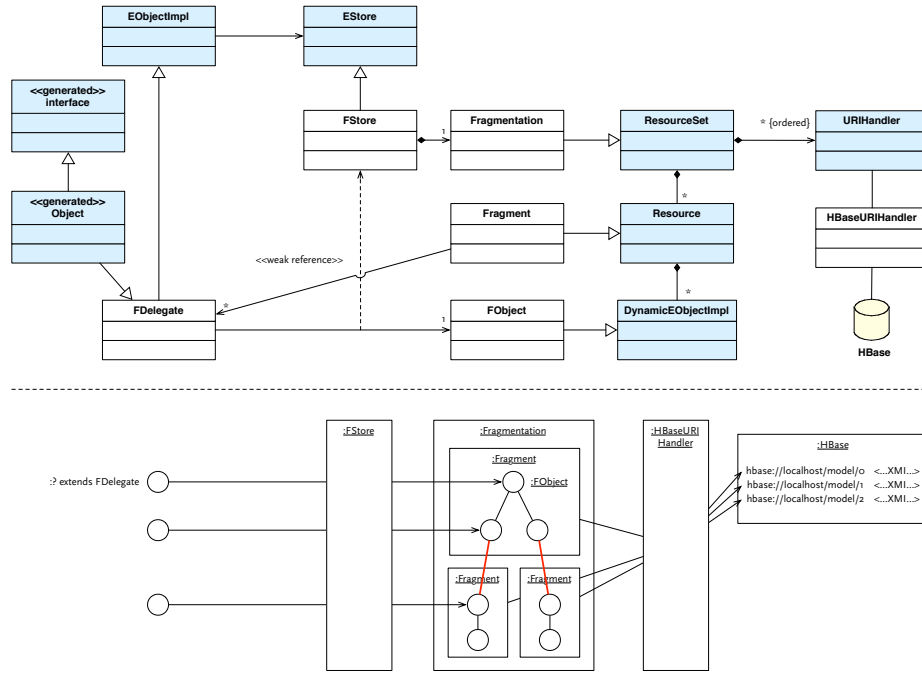 EObjectImpl
EStore
<<generated>>
interface
FStore
1
Fragmentation
ResourceSet
* {ordered}
URIHandler
<<generated>>
Object
*
Fragment
Resource
HBaseURIHandler
<<weak reference>>
*
*
FDelegate
1
FObject
DynamicEObjectImpl
HBase
:FStore
:Fragmentation
:HBaseURI
Handler
:HBase
:Fragment
:? extends FDelegate
:FObject
hbase://localhost/model/0 <...XMI...>
hbase://localhost/model/1 <...XMI...>
hbase://localhost/model/2 <...XMI...>
:Fragment
:Fragment